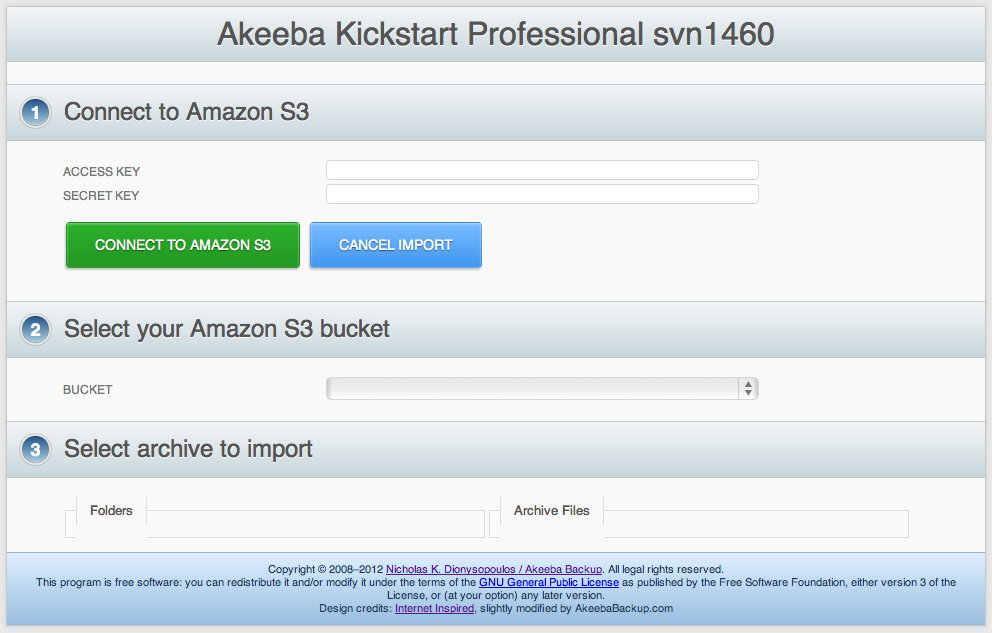 Akeeba Kickstart Professional svn1460
1 Connect to Amazon S3
ACCESS KEY
SECRET KEY
CONNECT TO AMAZON S3 CANCEL IMPORT
2 Select your Amazon S3 bucket
BUCKET
3 Select archive to import
Folders Archive Files
Copyright © 2008–2012 Nicholas K. Dionysopoulos / Akeeba Backup. All legal rights reserved.
This program is free software: you can redistribute it and/or modify it under the terms of the GNU General Public License as published by the Free Software Foundation, either version 3 of the
License, or (at your option) any later version.
Design credits: Internet Inspired, slightly modified by AkeebaBackup.com